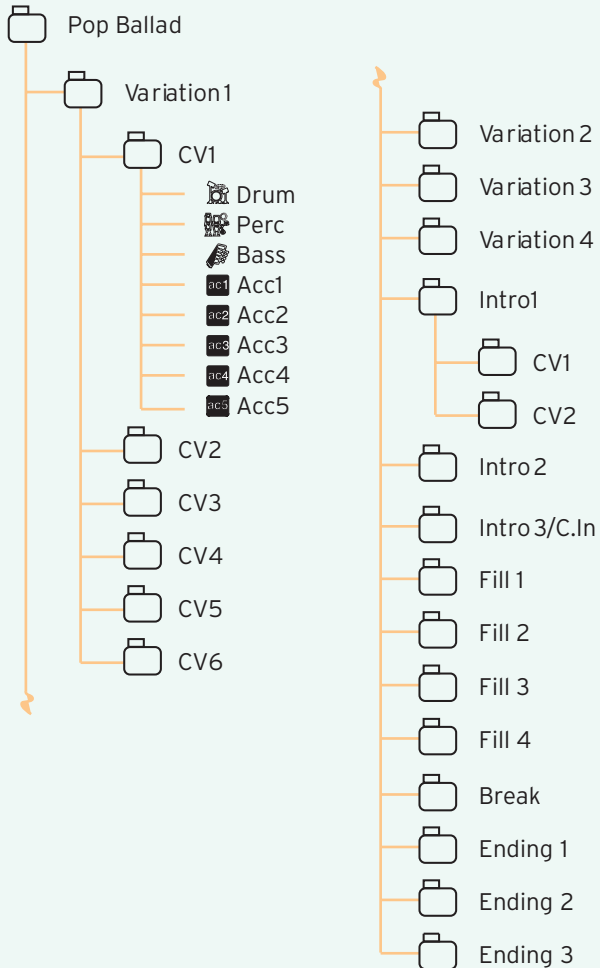 Pop Ballad
Variation 1
CV1
Drum
Perc
Bass
ac1 Acc1
ac2 Acc2
ac3 Acc3
ac4 Acc4
ac5 Acc5
CV2
CV3
CV4
CV5
CV6
Variation 2
Variation 3
Variation 4
Intro1
CV1
CV2
Intro 2
Intro 3/C.In
Fill 1
Fill 2
Fill 3
Fill 4
Break
Ending 1
Ending 2
Ending 3